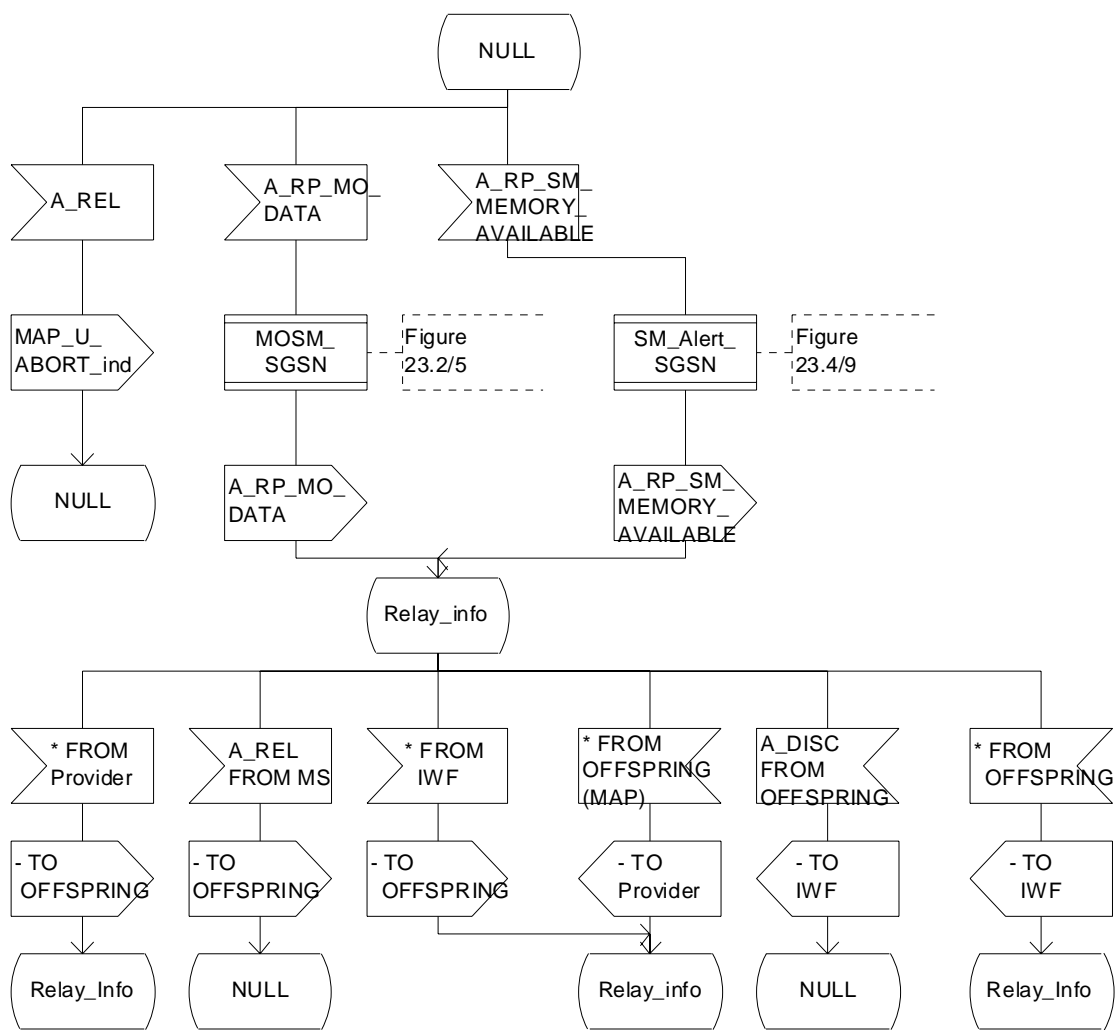 NULL
A_REL
A_RP_MO_
DATA
A_RP_SM_
MEMORY_
AVAILABLE
MAP_U_
ABORT_ind
MOSM_
SGSN
Figure
23.2/5
SM_Alert_
SGSN
Figure
23.4/9
NULL
A_RP_MO_
DATA
A_RP_SM_
MEMORY_
AVAILABLE
Relay_info
* FROM
Provider
A_REL
FROM MS
* FROM
IWF
* FROM
OFFSPRING
(MAP)
A_DISC
FROM
OFFSPRING
* FROM
OFFSPRING
- TO
OFFSPRING
- TO
OFFSPRING
- TO
OFFSPRING
- TO
Provider
- TO
IWF
- TO
IWF
Relay_Info
NULL
Relay_info
NULL
Relay_Info